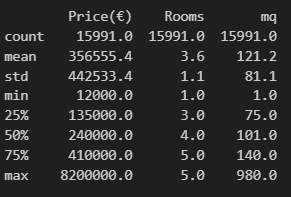 Price(€) Rooms mq
count 15991.0 15991.0 15991.0
mean 356555.4 3.6 121.2
std 442533.4 1.1 81.1
min 12000.0 1.0 1.0
25% 135000.0 3.0 75.0
50% 240000.0 4.0 101.0
75% 410000.0 5.0 140.0
max 8200000.0 5.0 980.0